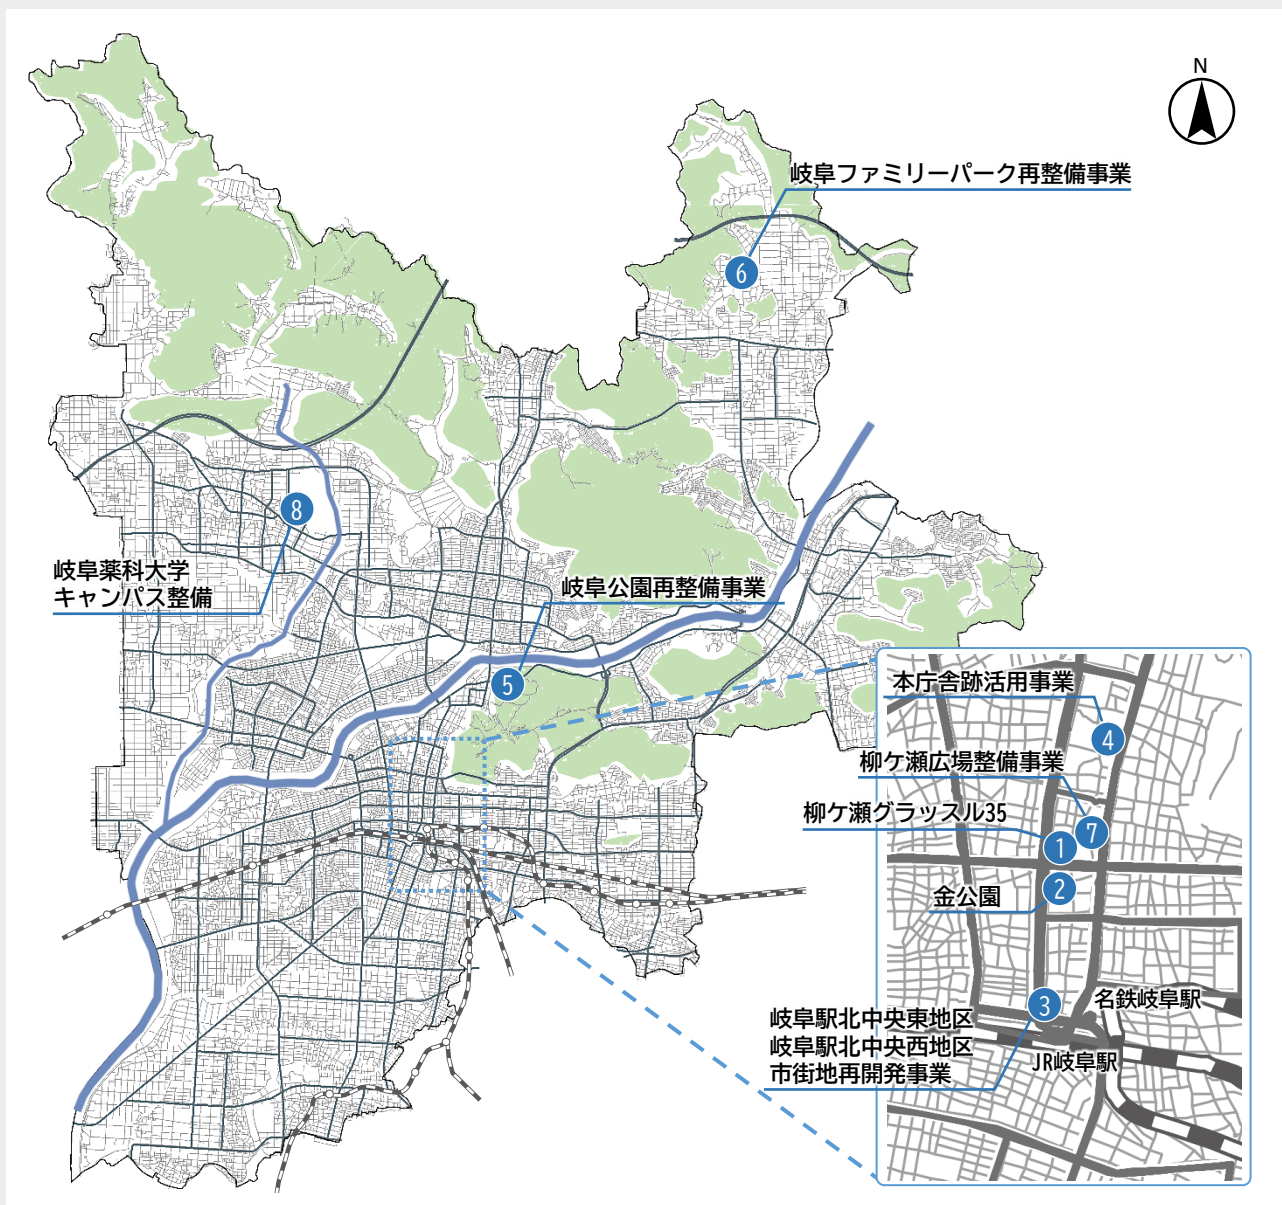 N
岐阜ファミリーパーク再整備事業
6
8
岐阜薬科大学
キャンパス整備
岐阜公園再整備事業
5
本庁舎跡活用事業
4
柳ケ瀬広場整備事業
7
柳ケ瀬グラッスル35
1
2
金公園
3
名鉄岐阜駅
岐阜駅北中央東地区
岐阜駅北中央西地区
市街地再開発事業
JR岐阜駅